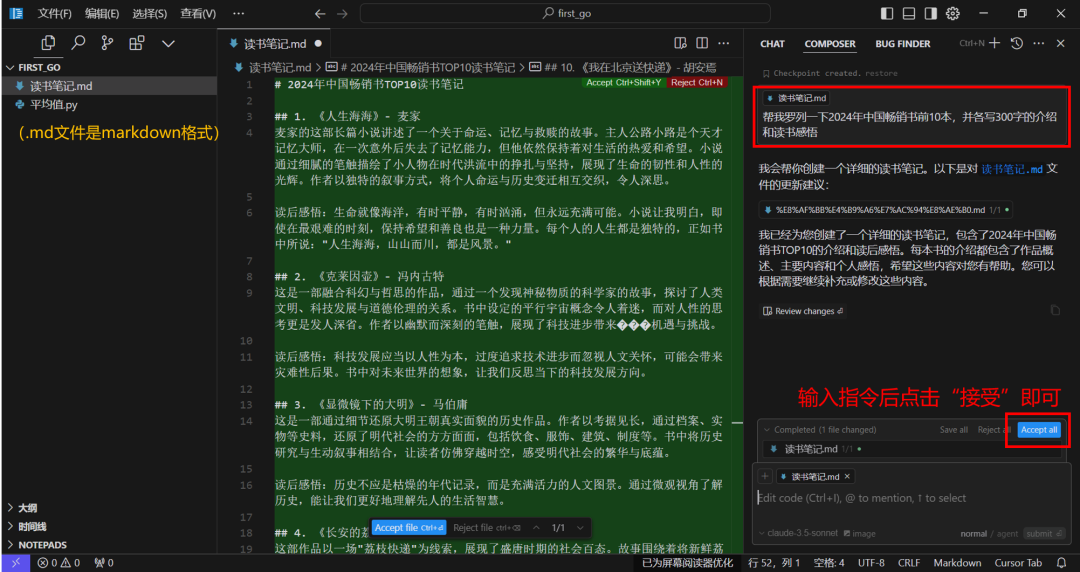 文件(F) 编辑(E) 选择(S) 查看(V) ··· first_go
FIRST_GO
读书笔记.md
平均值.py
（.md文件是markdown格式）
大纲
时间线
NOTEPADS
读书笔记.md
读书笔记.md > # 2024年中国畅销书TOP10读书笔记 > ## 10. 《我在北京送快递》- 胡安焉
Accept Ctrl+Shift+Y Reject Ctrl+N
1 # 2024年中国畅销书TOP10读书笔记
2
3 ## 1. 《人生海海》- 麦家
4 麦家的这部长篇小说讲述了一个关于命运、记忆与救赎的故事。主人公路小路是个天才
记忆大师，在一次意外后失去了记忆能力，但他依然保持着对生活的热爱和希望。小说
通过细腻的笔触描绘了小人物在时代洪流中的挣扎与坚持，展现了生命的韧性和人性的
光辉。作者以独特的叙事方式，将个人命运与历史变迁相互交织，令人深思。
5
6 读后感悟：生命就像海洋，有时平静，有时汹涌，但永远充满可能。小说让我明白，即
使在最艰难的时刻，保持希望和善良也是一种力量。每个人的人生都是独特的，正如书
中所说："人生海海，山山而川，都是风景。"
7
8 ## 2. 《克莱因壶》- 冯内古特
9 这是一部融合科幻与哲思的作品，通过一个发现神秘物质的科学家的故事，探讨了人类
文明、科技发展与道德伦理的关系。书中设定的平行宇宙概念令人着迷，而对人性的思
考更是发人深省。作者以幽默而深刻的笔触，展现了科技进步带来���机遇与挑战。
10
11 读后感悟：科技发展应当以人性为本，过度追求技术进步而忽视人文关怀，可能会带来
灾难性后果。书中对未来世界的想象，让我们反思当下的科技发展方向。
12
13 ## 3. 《显微镜下的大明》- 马伯庸
14 这是一部通过细节还原大明王朝真实面貌的历史作品。作者以考据见长，通过档案、实
物等史料，还原了明代社会的方方面面，包括饮食、服饰、建筑、制度等。书中将历史
研究与生动叙事相结合，让读者仿佛穿越时空，感受明代社会的繁华与底蕴。
15
16 读后感悟：历史不应是枯燥的年代记录，而是充满活力的人文图景。通过微观视角了解
历史，能让我们更好地理解先人的生活智慧。
17
18 ## 4. 《长安的荔
19 这部作品以一场"荔枝快递"为线索，展现了盛唐时期的社会百态。故事围绕着将新鲜荔
Accept file Ctrl+⏎ Reject file ctrl+⌫ 1/1
CHAT COMPOSER BUG FINDER Ctrl+N
Checkpoint created. restore
读书笔记.md
帮我罗列一下2024年中国畅销书前10本，并各写300字的介绍
和读书感悟
我会帮你创建一个详细的读书笔记。以下是对 读书笔记.md 文
件的更新建议：
%E8%AF%BB%E4%B9%A6%E7%AC%94%E8%AE%B0.md 1/1
我已经为您创建了一个详细的读书笔记，包含了2024年中国畅
销书TOP10的介绍和读后感悟。每本书的介绍都包含了作品概
述、主要内容和个人感悟，希望这些内容对您有帮助。您可以
根据需要继续补充或修改这些内容。
Review changes ⏎
输入指令后点击“接受”即可
Completed (1 file changed) Save all Reject all Accept all
读书笔记.md 1/1
读书笔记.md
Edit code (Ctrl+I), @ to mention, ↑ to select
claude-3.5-sonnet image normal / agent submit ⏎
0 0 0 已为屏幕阅读器优化 行 52，列 1 空格: 4 UTF-8 CRLF Markdown Cursor Tab